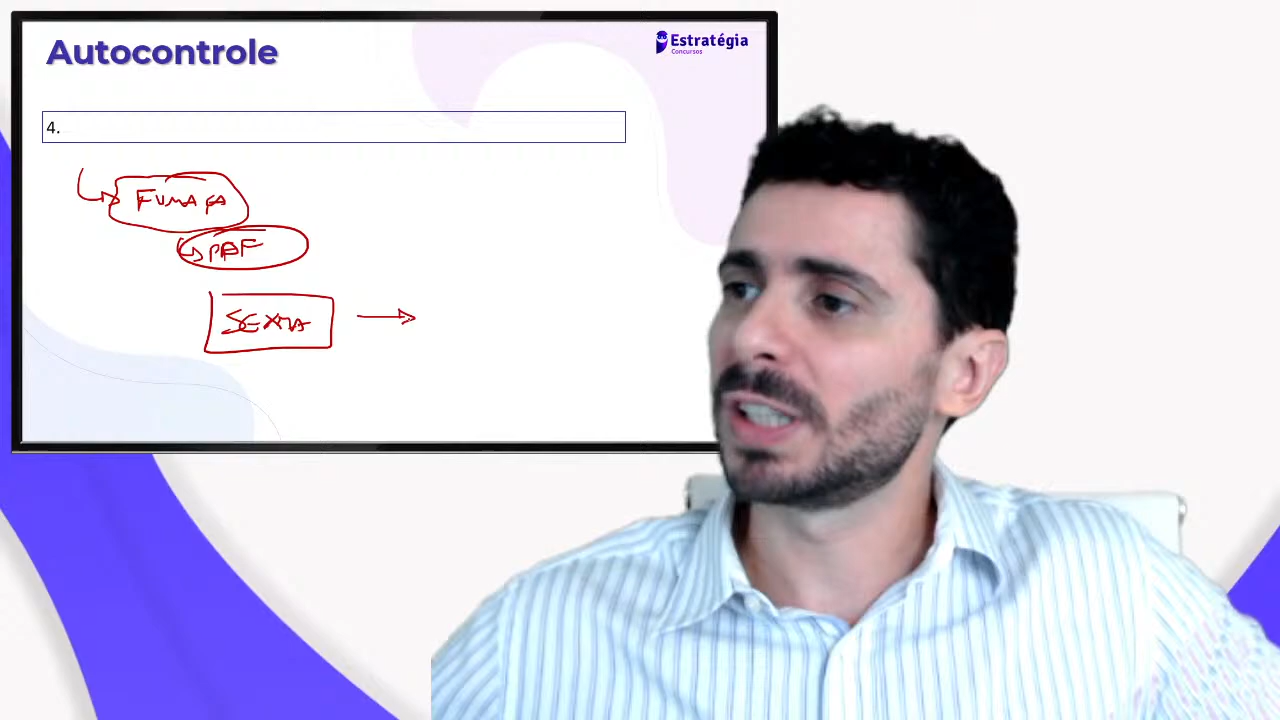 Autocontrole
Estratégia
Concursos
4.
FUMAÇA
PAF
SEXTA